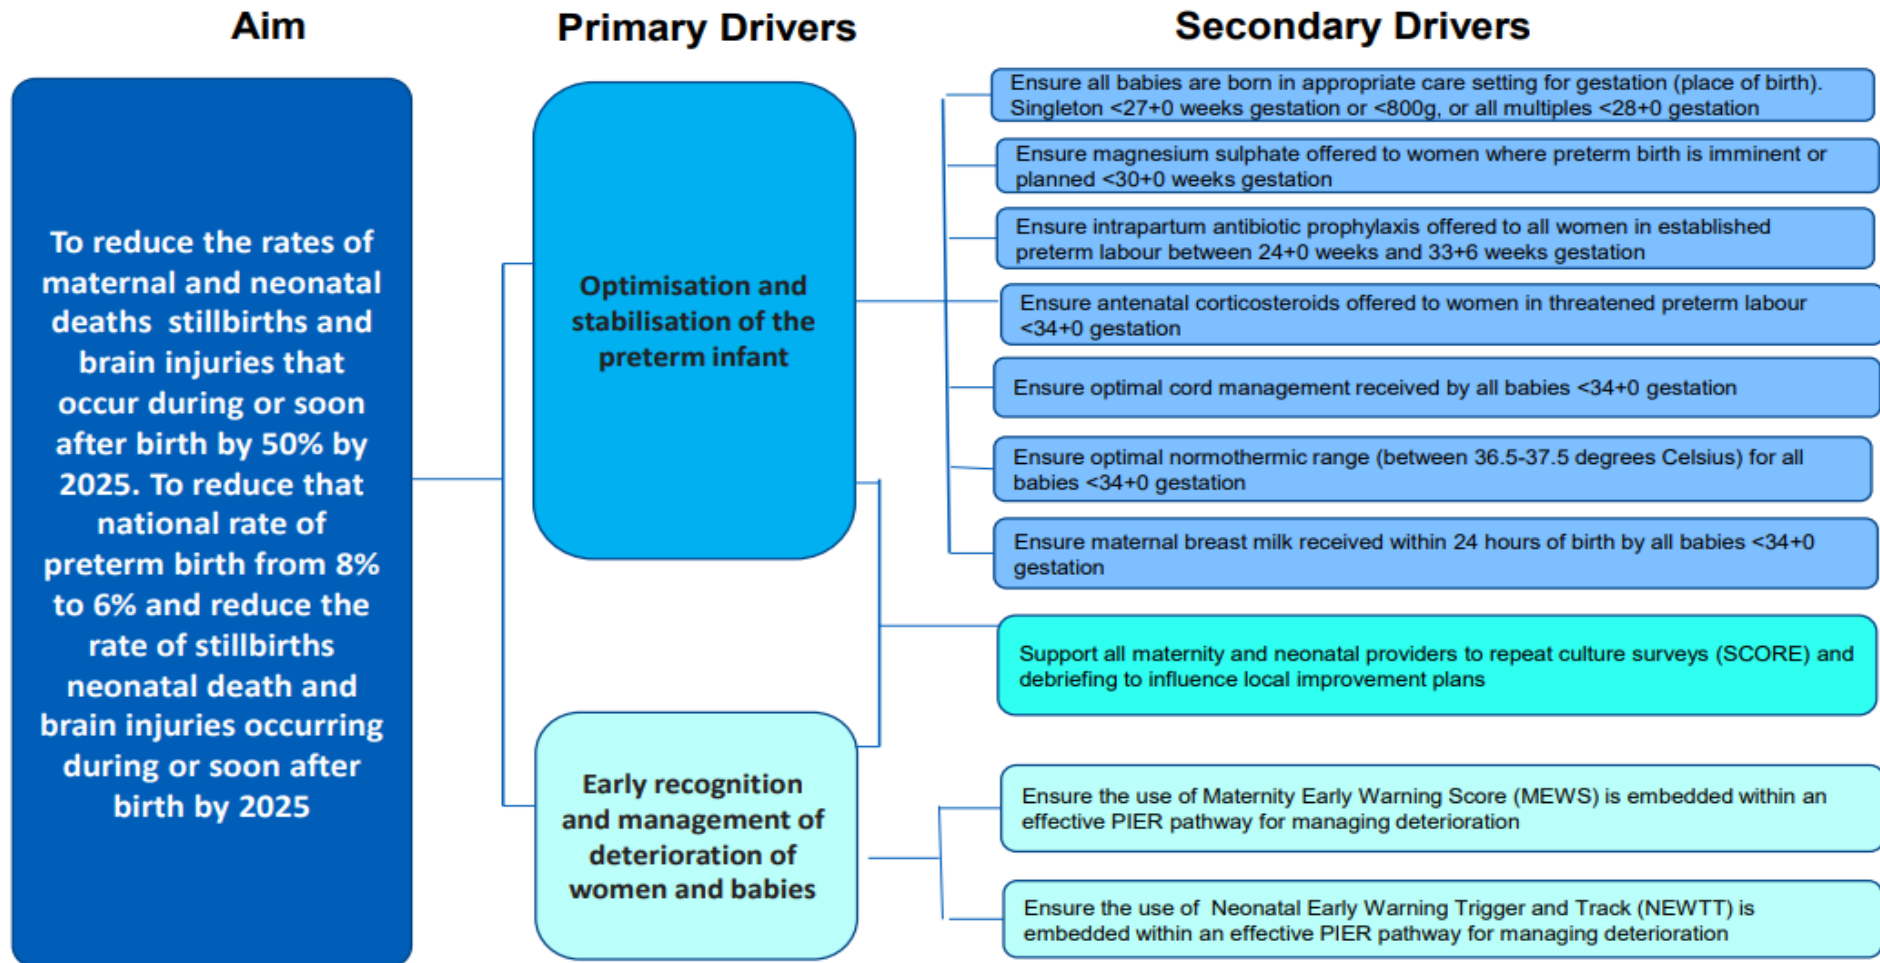 Aim
Primary Drivers
Secondary Drivers
To reduce the rates of
maternal and neonatal
deaths stillbirths and
brain injuries that
occur during or soon
after birth by 50% by
2025. To reduce that
national rate of
preterm birth from 8%
to 6% and reduce the
rate of stillbirths
neonatal death and
brain injuries occurring
during or soon after
birth by 2025
Optimisation and
stabilisation of the
preterm infant
Early recognition
and management of
deterioration of
women and babies
Ensure all babies are born in appropriate care setting for gestation (place of birth).
Singleton <27+0 weeks gestation or <800g, or all multiples <28+0 gestation
Ensure magnesium sulphate offered to women where preterm birth is imminent or
planned <30+0 weeks gestation
Ensure intrapartum antibiotic prophylaxis offered to all women in established
preterm labour between 24+0 weeks and 33+6 weeks gestation
Ensure antenatal corticosteroids offered to women in threatened preterm labour
<34+0 gestation
Ensure optimal cord management received by all babies <34+0 gestation
Ensure optimal normothermic range (between 36.5-37.5 degrees Celsius) for all
babies <34+0 gestation
Ensure maternal breast milk received within 24 hours of birth by all babies <34+0
gestation
Support all maternity and neonatal providers to repeat culture surveys (SCORE) and
debriefing to influence local improvement plans
Ensure the use of Maternity Early Warning Score (MEWS) is embedded within an
effective PIER pathway for managing deterioration
Ensure the use of Neonatal Early Warning Trigger and Track (NEWTT) is
embedded within an effective PIER pathway for managing deterioration